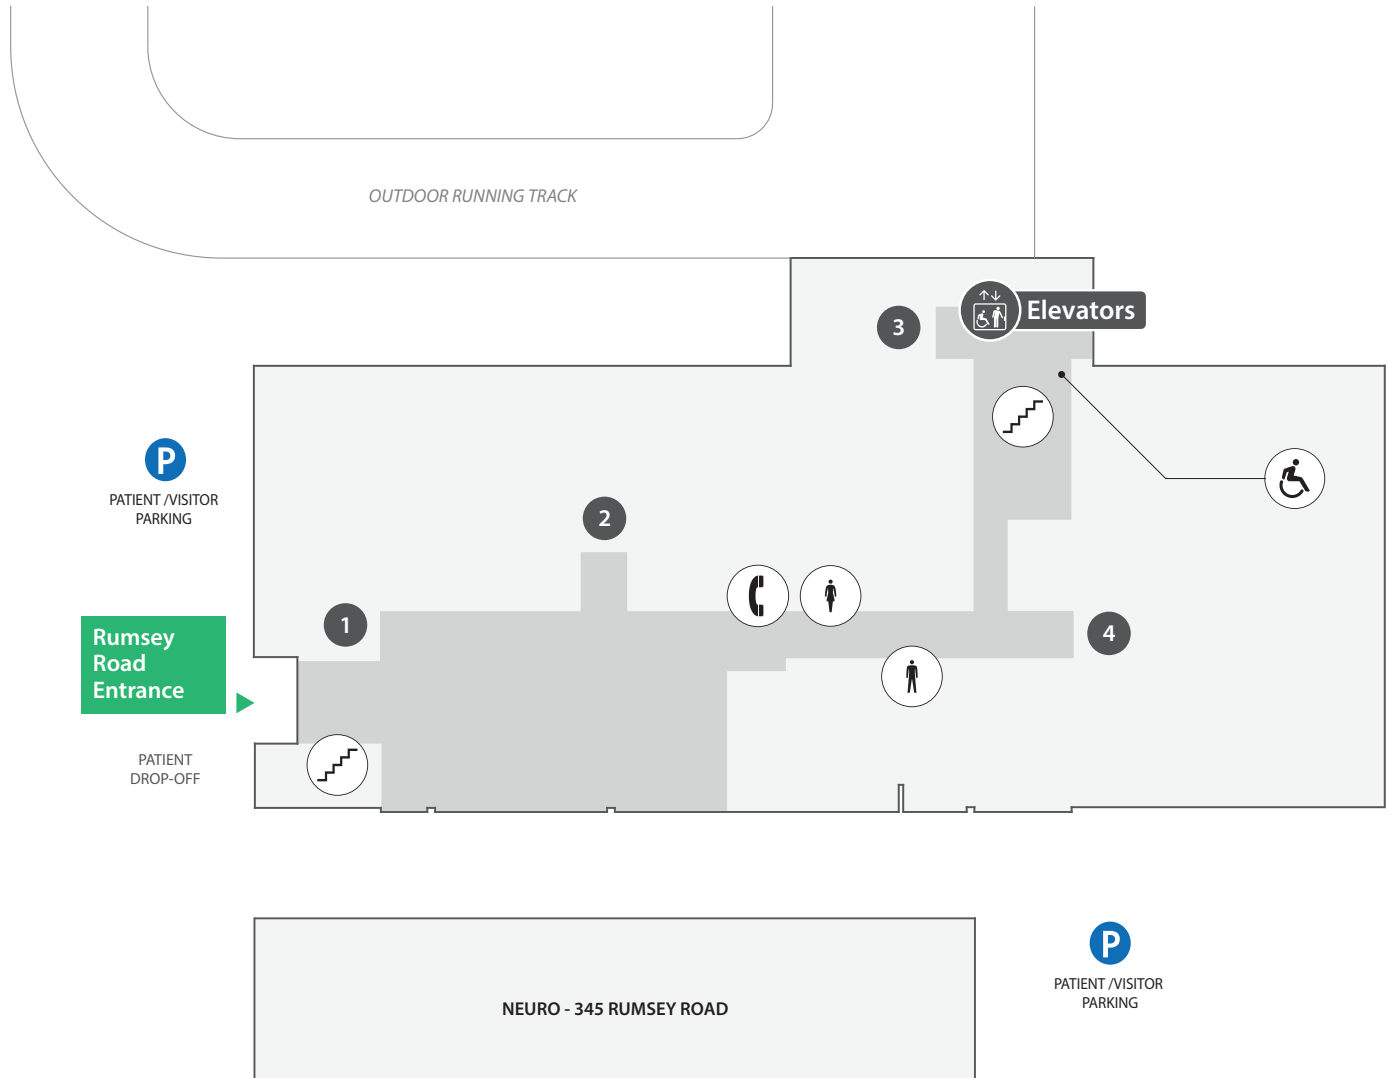 OUTDOOR RUNNING TRACK
Elevators
3
P
PATIENT /VISITOR
PARKING
2
1
4
Rumsey
Road
Entrance
PATIENT
DROP-OFF
P
PATIENT /VISITOR
PARKING
NEURO - 345 RUMSEY ROAD